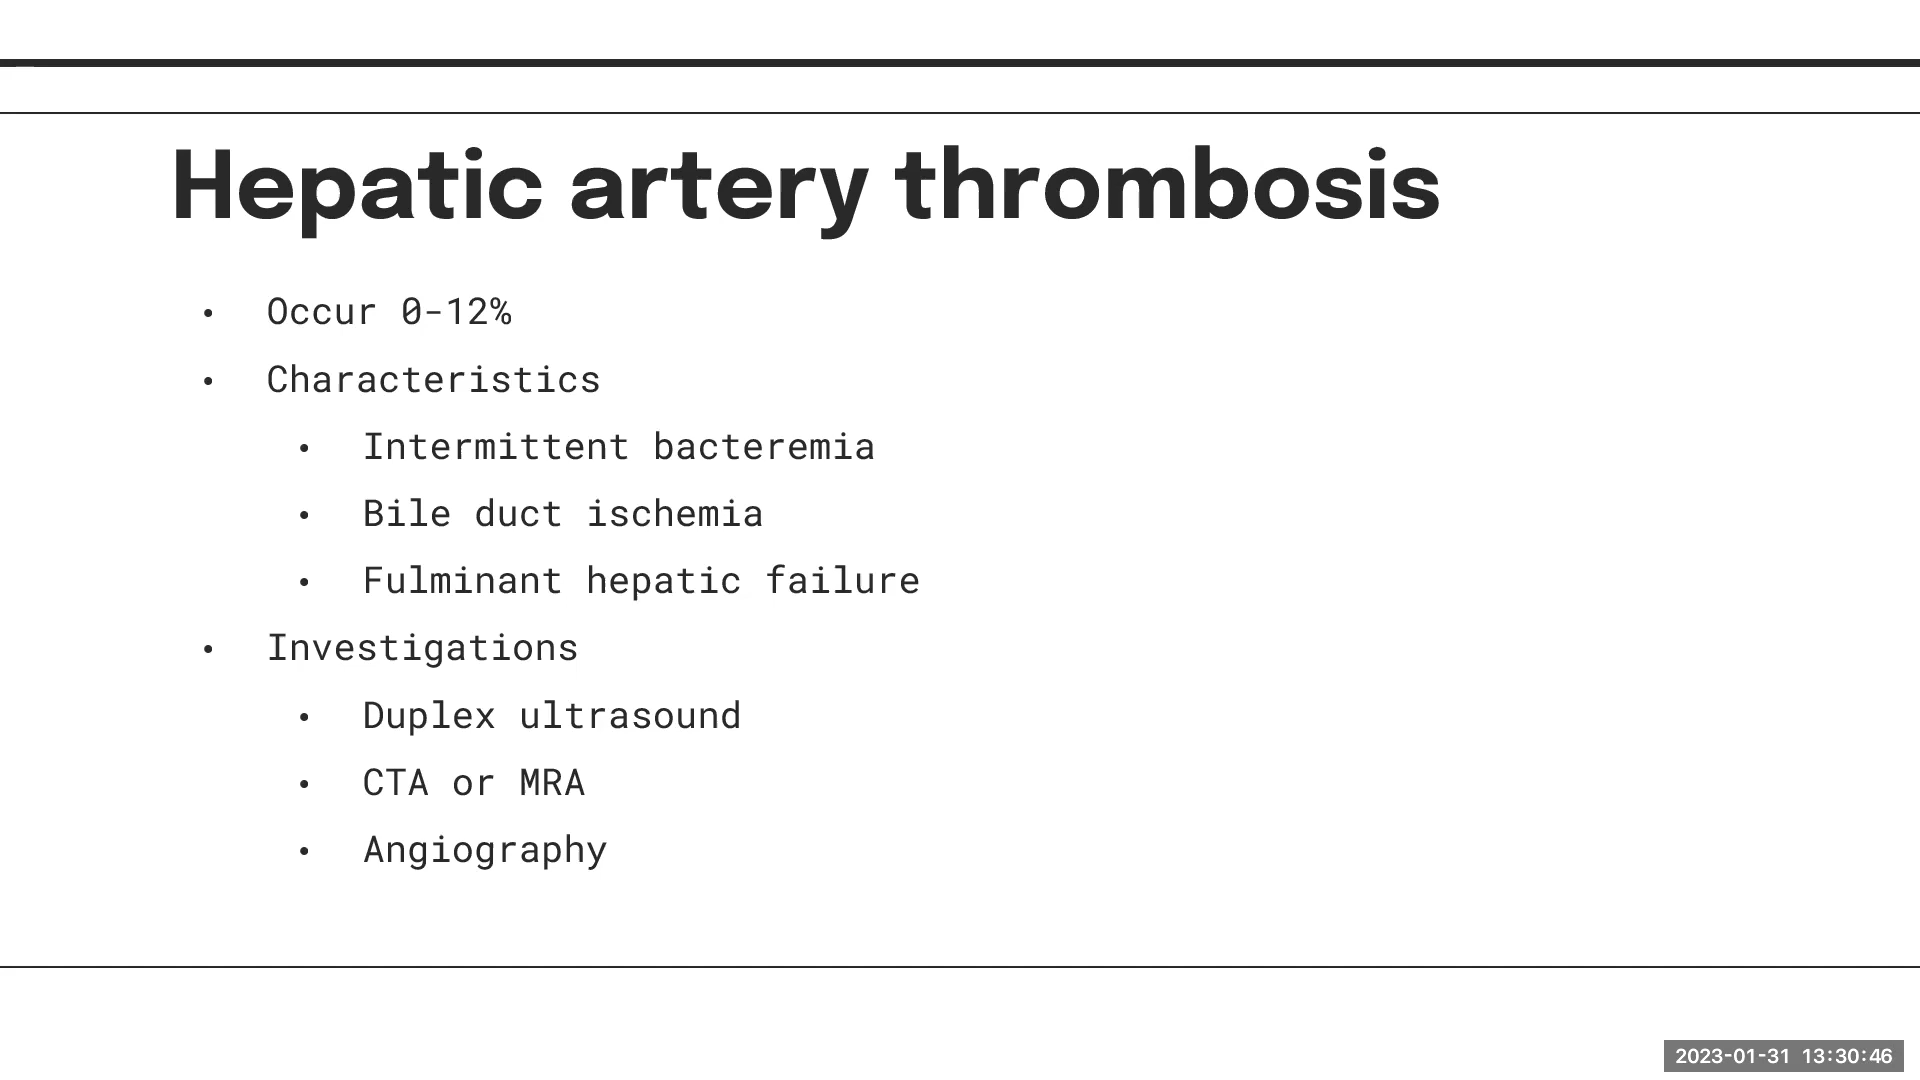 Hepatic artery thrombosis
• Occur 0-12%
• Characteristics
• Intermittent bacteremia
• Bile duct ischemia
• Fulminant hepatic failure
• Investigations
• Duplex ultrasound
• CTA or MRA
• Angiography
2023-01-31 13:30:46